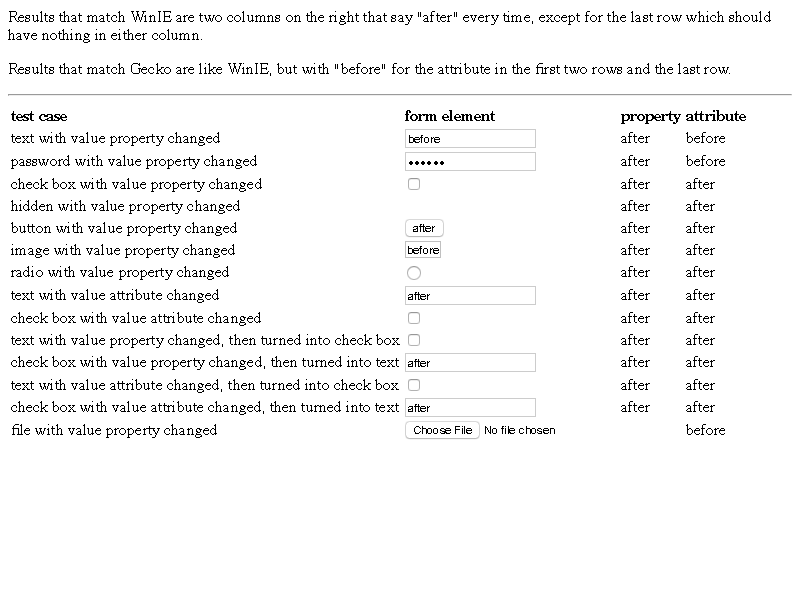 Results that match WinIE are two columns on the right that say "after" every time, except for the last row which should
have nothing in either column.
Results that match Gecko are like WinIE, but with "before" for the attribute in the first two rows and the last row.
test case form element property attribute
text with value property changed before after before
password with value property changed •••••• after before
check box with value property changed after after
hidden with value property changed after after
button with value property changed after after after
image with value property changed before after after
radio with value property changed after after
text with value attribute changed after after after
check box with value attribute changed after after
text with value property changed, then turned into check box after after
check box with value property changed, then turned into text after after after
text with value attribute changed, then turned into check box after after
check box with value attribute changed, then turned into text after after after
file with value property changed Choose File No file chosen before